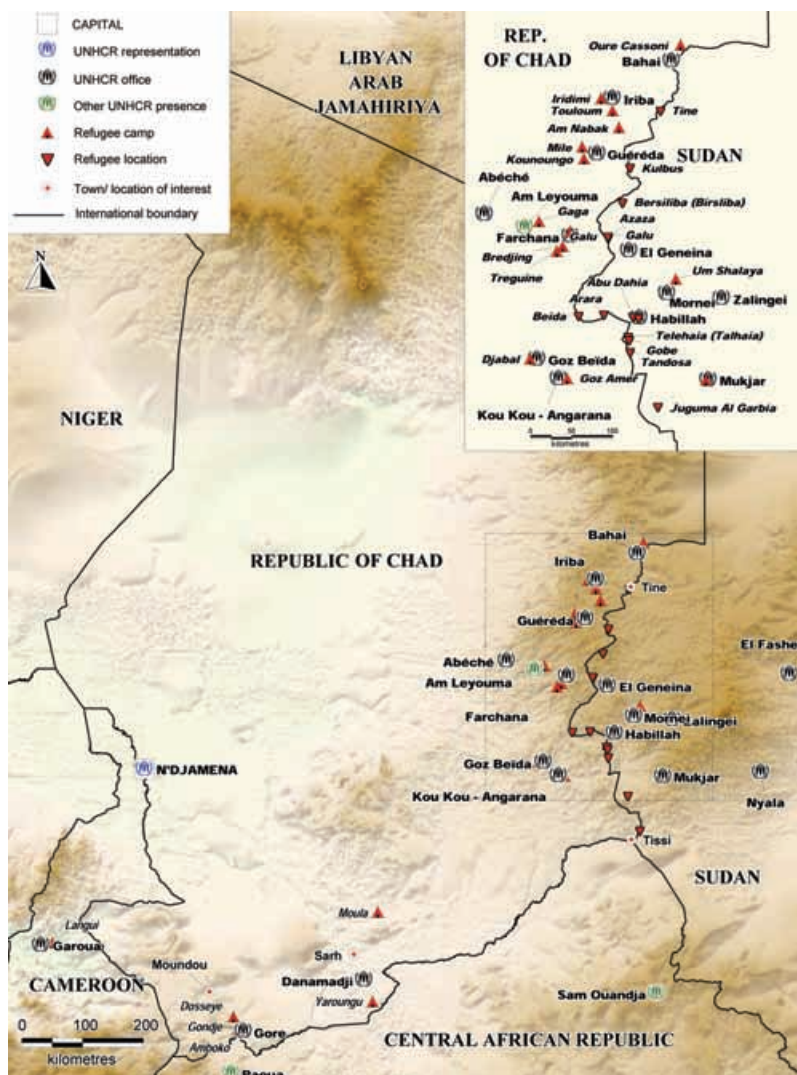 CAPITAL
UNHCR representation
UNHCR office
Other UNHCR presence
Refugee camp
Refugee location
Town/ location of interest
International boundary
N
LIBYAN
ARAB
JAMAHIRIYA
REP.
OF CHAD
Oure Cassoni
Bahai
Iridimi
Iriba
Touloum
Tine
Am Nabak
Mile
Guéréda
SUDAN
Kounoungo
Kulbus
Abéché
Am Leyouma
Bersiliba (Birsliba)
Gaga
Azaza
Farchana
Galu
Galu
Bredjing
El Geneina
Treguine
Abu Dahia
Um Shalaya
Arara
Mornei
Zalingei
Beida
Habillah
Telehaia (Talhaia)
Djabal
Goz Beïda
Gobe
Tandosa
Goz Amer
Mukjar
Kou Kou - Angarana
Juguma Al Garbia
0 50 100
kilometres
NIGER
REPUBLIC OF CHAD
Bahai
Iriba
Tine
Guéréda
El Fashe
Abéché
Am Leyouma
El Geneina
Farchana
Mornei
Zalingei
Habillah
Goz Beïda
N'DJAMENA
Mukjar
Kou Kou - Angarana
Nyala
Tissi
SUDAN
Moula
Langui
Garoua
Sarh
Moundou
CAMEROON
Danamadji
Sam Ouandja
Dosseye
Yaroungu
Gondje
Gore
Amboko
CENTRAL AFRICAN REPUBLIC
0 100 200
kilometres
Paoua